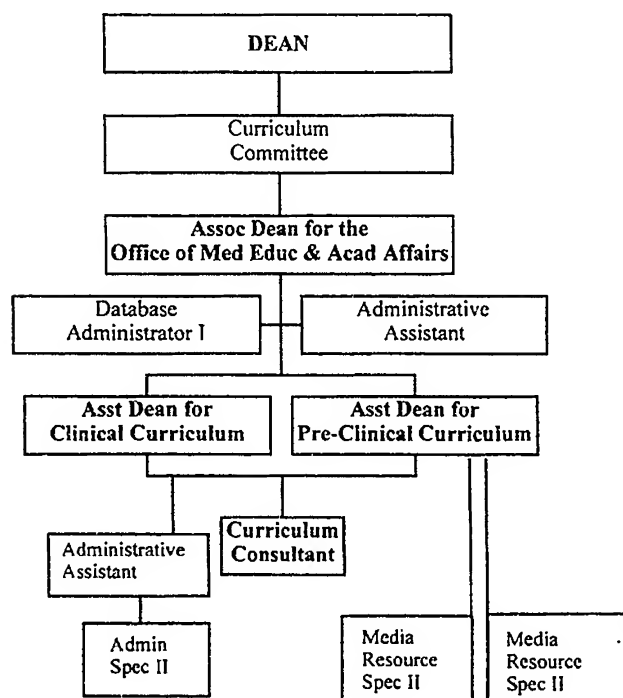 DEAN
Curriculum
Committee
Assoc Dean for the
Office of Med Educ & Acad Affairs
Database
Administrator I
Administrative
Assistant
Asst Dean for
Clinical Curriculum
Asst Dean for
Pre-Clinical Curriculum
Administrative
Assistant
Curriculum
Consultant
Admin
Spec II
Media
Resource
Spec II
Media
Resource
Spec II